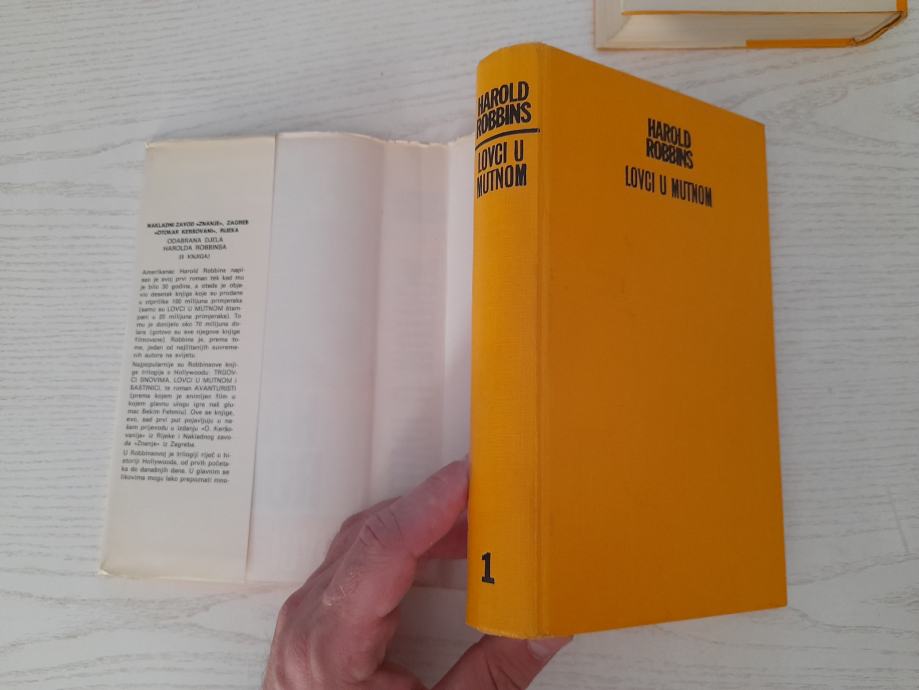 NAKLADNI ZAVOD «ZNANJE», ZAGREB
«OTOKAR KERŠOVANI», RIJEKA
ODABRANA DJELA
HAROLDA ROBBINSA
(8 KNJIGA)
Amerikanac Harold Robbins napi-
sao je svoj prvi roman tek kad mu
je bilo 30 godina, a otada je obja-
vio desetak knjiga koje su prodane
u otprilike 100 milijuna primjeraka
(samo su LOVCI U MUTNOM štam-
pani u 20 milijuna primjeraka). To
mu je donijelo oko 70 milijuna do-
lara (gotovo su sve njegove knjige
filmovane). Robbins je, prema to-
me, jedan od najčitanijih suvreme-
nih autora na svijetu.
Najpopularnije su Robbinsove knji-
ge trilogija o Hollywoodu: TRGOV-
CI SNOVIMA, LOVCI U MUTNOM i
BAŠTINICI, te roman AVANTURISTI
(prema kojem je snimljen film u
kojem glavnu ulogu igra naš glu-
mac Bekim Fehmiu). Ove se knjige,
evo, sad prvi put pojavljuju u na-
šem prijevodu u izdanju «O. Keršo-
vanija» iz Rijeke i Nakladnog zavo-
da «Znanje» iz Zagreba.
U Robbinsovoj je trilogiji riječ u hi-
storiji Hollywooda, od prvih početa-
ka do današnjih dana. U glavnim se
likovima mogu lako prepoznati mno-
HAROLD
ROBBINS
LOVCI U
MUTNOM
1
HAROLD
ROBBINS
LOVCI U MUTNOM